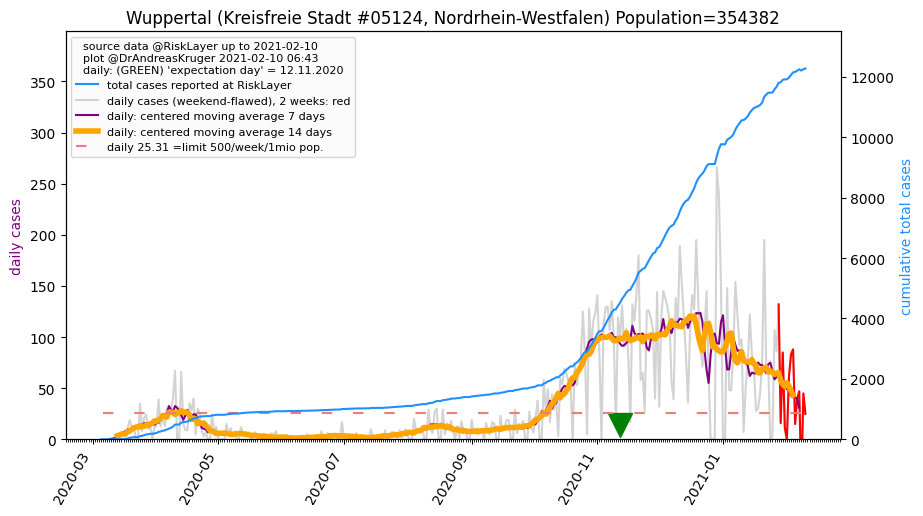 Wuppertal (Kreisfreie Stadt #05124, Nordrhein-Westfalen) Population=354382
source data @RiskLayer up to 2021-02-10
plot @DrAndreasKruger 2021-02-10 06:43
daily: (GREEN) 'expectation day' = 12.11.2020
total cases reported at RiskLayer
daily cases (weekend-flawed), 2 weeks: red
daily: centered moving average 7 days
daily: centered moving average 14 days
daily 25.31 =limit 500/week/1mio pop.
daily cases
350
300
250
200
150
100
50
0
12000
10000
8000
6000
4000
2000
0
cumulative total cases
2020-03
2020-05
2020-07
2020-09
2020-11
2021-01